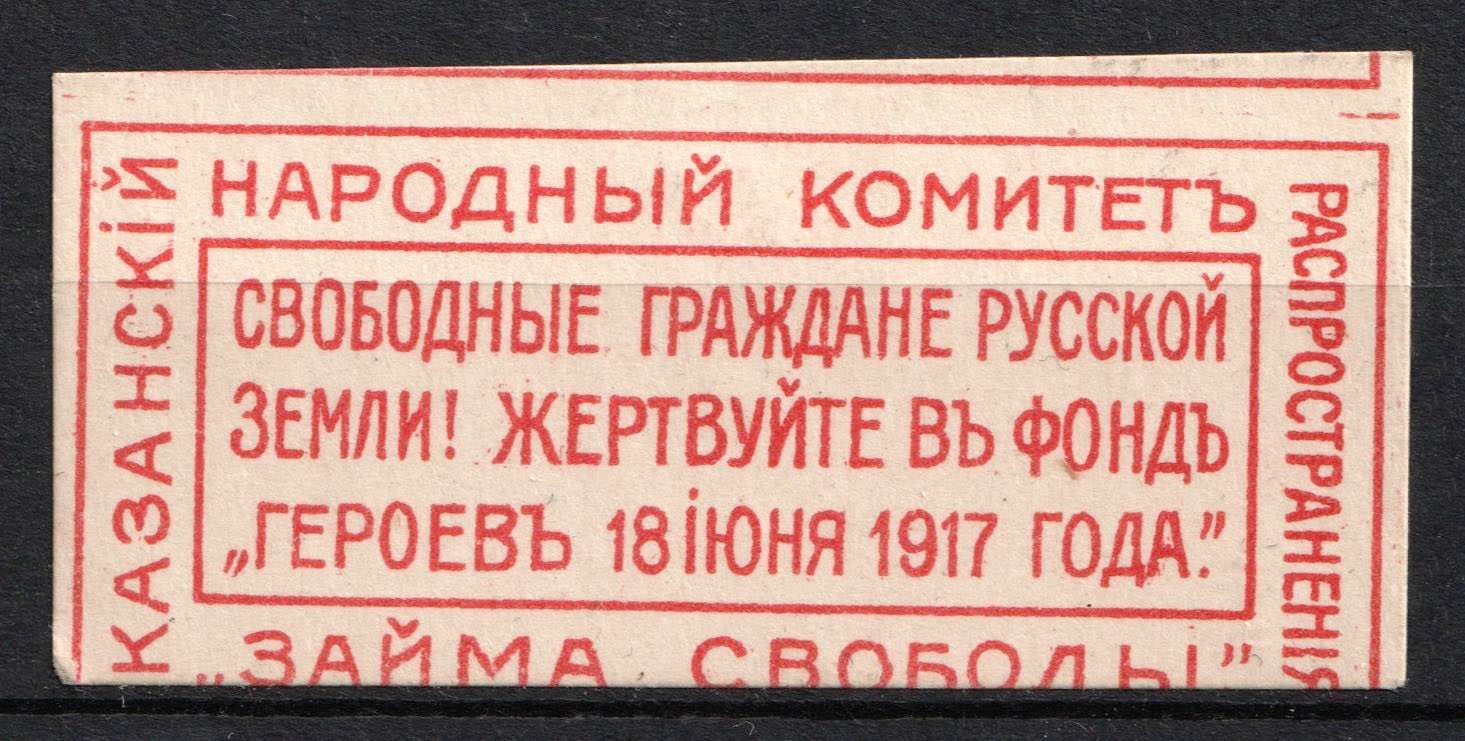 КАЗАНСКІЙ
НАРОДНЫЙ КОМИТЕТЪ
РАСПРОСТРАНЕНІЯ
„ЗАЙМА СВОБОДЫ”
СВОБОДНЫЕ ГРАЖДАНЕ РУССКОЙ
ЗЕМЛИ! ЖЕРТВУЙТЕ ВЪ ФОНДЪ
„ГЕРОЕВЪ 18 ІЮНЯ 1917 ГОДА.”